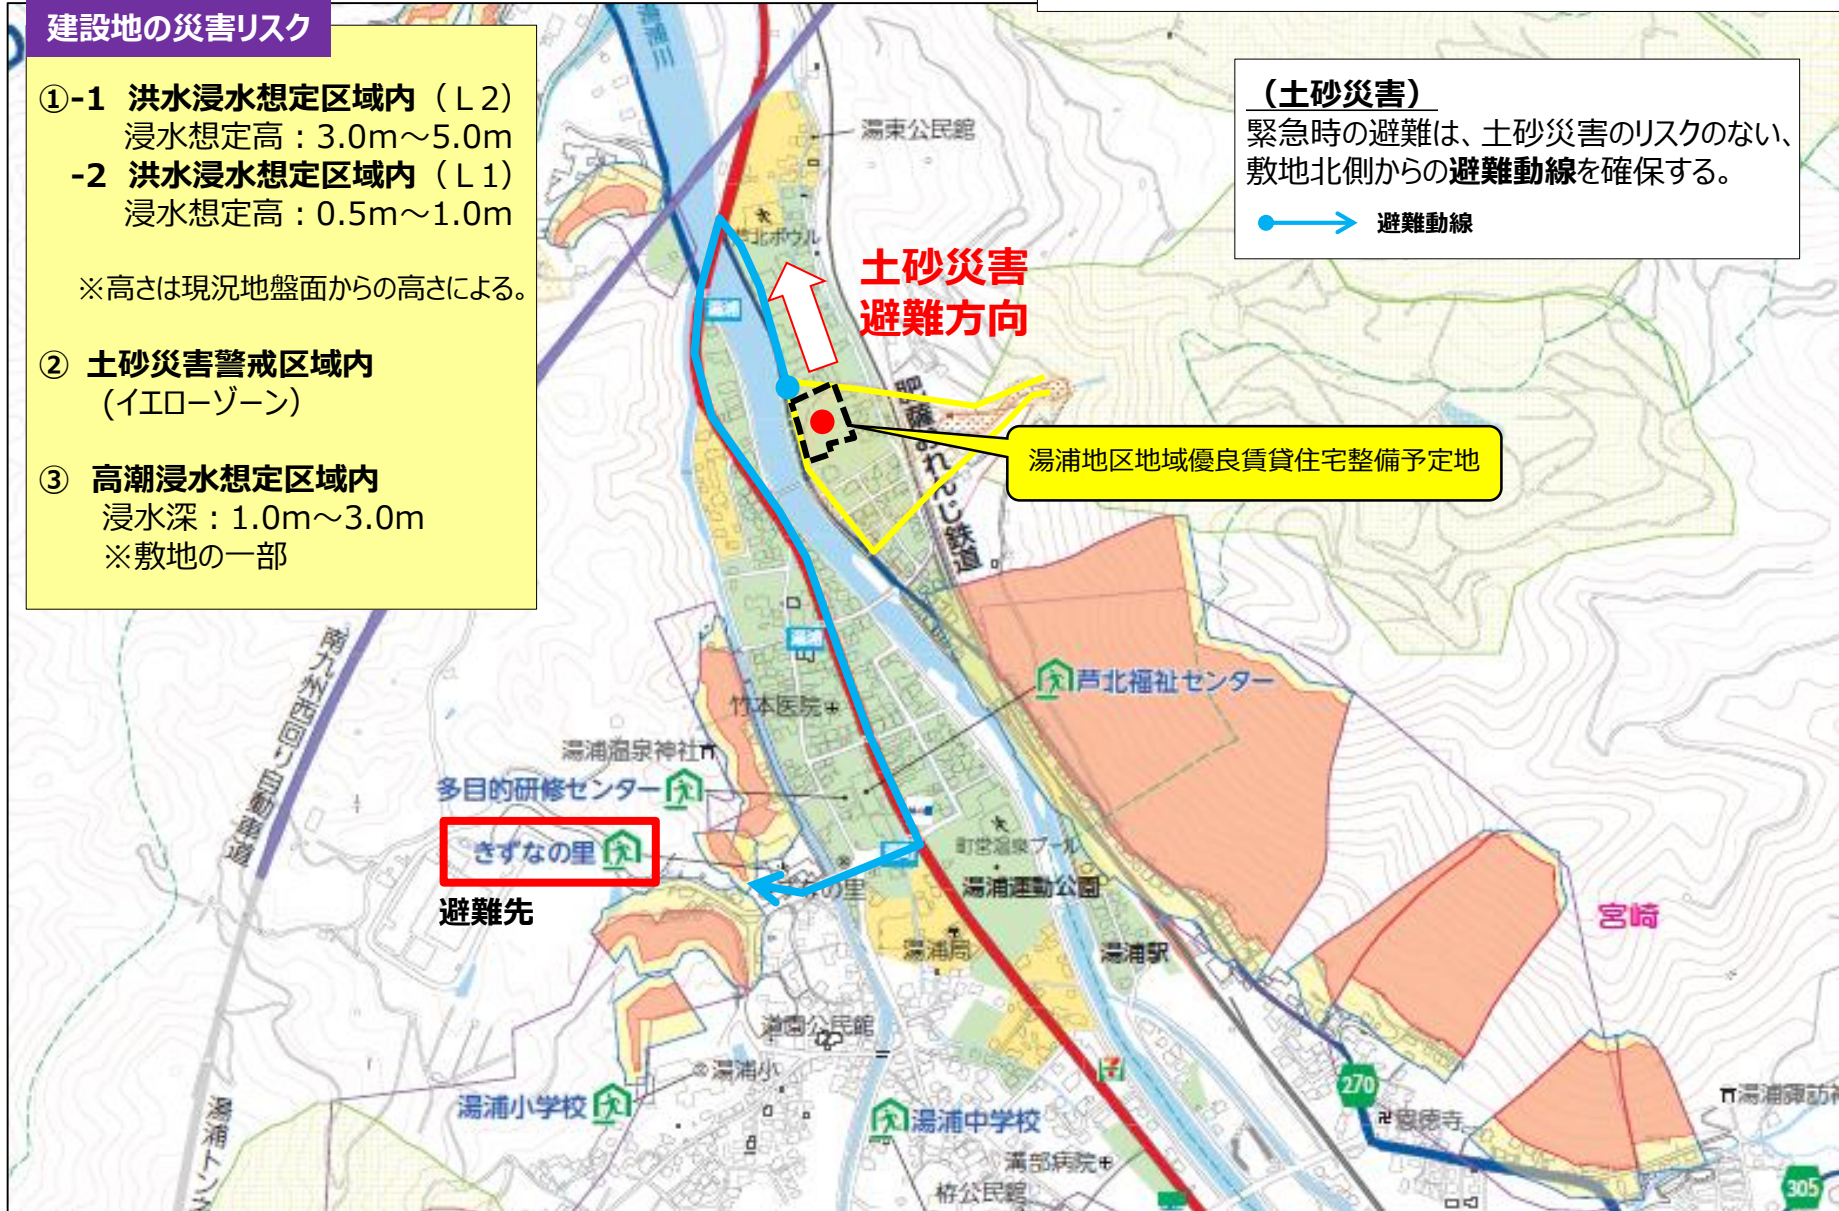 建設地の災害リスク
①-1 洪水浸水想定区域内（L2）
浸水想定高：3.0m～5.0m
-2 洪水浸水想定区域内（L1）
浸水想定高：0.5m～1.0m
※高さは現況地盤面からの高さによる。
② 土砂災害警戒区域内
(イエローゾーン）
③ 高潮浸水想定区域内
浸水深：1.0m～3.0m
※敷地の一部
（土砂災害）
緊急時の避難は、土砂災害のリスクのない、
敷地北側からの避難動線を確保する。
避難動線
湯東公民館
芦北ボウル
土砂災害
避難方向
湯浦
肥薩おれんじ鉄道
湯浦地区地域優良賃貸住宅整備予定地
南九州西回り自動車道
湯浦
芦北福祉センター
竹本医院
湯浦温泉神社
多目的研修センター
きずなの里
避難先
町営温泉プール
湯浦運動公園
の里
湯浦局
湯浦駅
宮崎
道園公民館
湯浦小
湯浦小学校
湯浦中学校
溝部病院
270
305